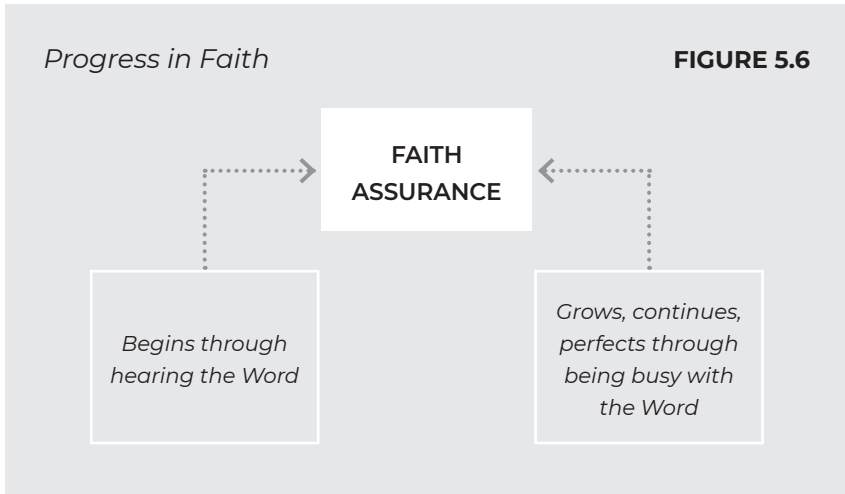 Progress in Faith
FIGURE 5.6
FAITH
ASSURANCE
Begins through
hearing the Word
Grows, continues,
perfects through
being busy with
the Word